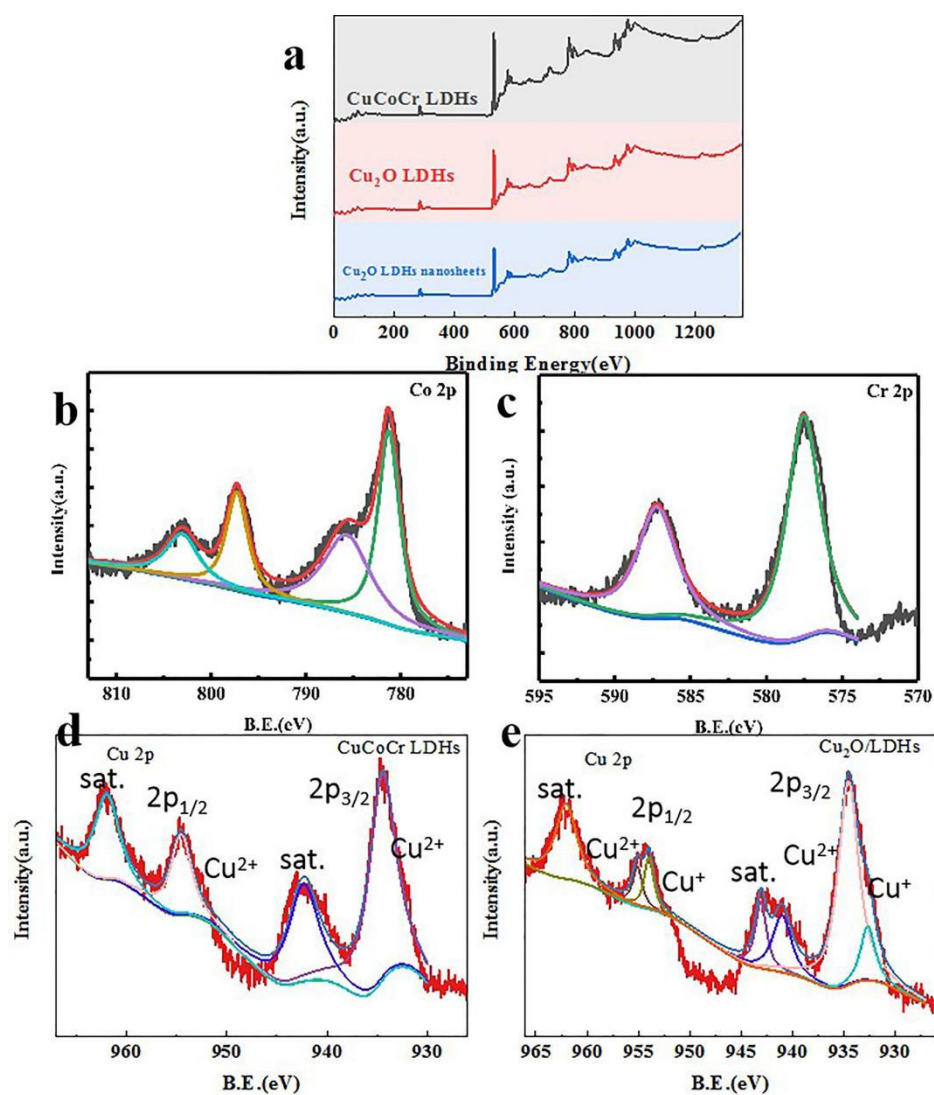 a
CuCoCr LDHs
Cu₂O LDHs
Cu₂O LDHs nanosheets
Intensity(a.u.)
0 200 400 600 800 1000 1200
Binding Energy(eV)
b
Co 2p
Intensity(a.u.)
810 800 790 780
B.E.(eV)
c
Cr 2p
Intensity (a.u.)
595 590 585 580 575 570
B.E.(eV)
d
Cu 2p
CuCoCr LDHs
sat.
2p₁/₂
2p₃/₂
Cu²⁺
sat.
Cu²⁺
Intensity(a.u.)
960 950 940 930
B.E.(eV)
e
Cu 2p
Cu₂O/LDHs
sat.
2p₁/₂
2p₃/₂
Cu²⁺
Cu⁺
sat.
Cu²⁺
Cu⁺
Intensity(a.u.)
965 960 955 950 945 940 935 930
B.E.(eV)